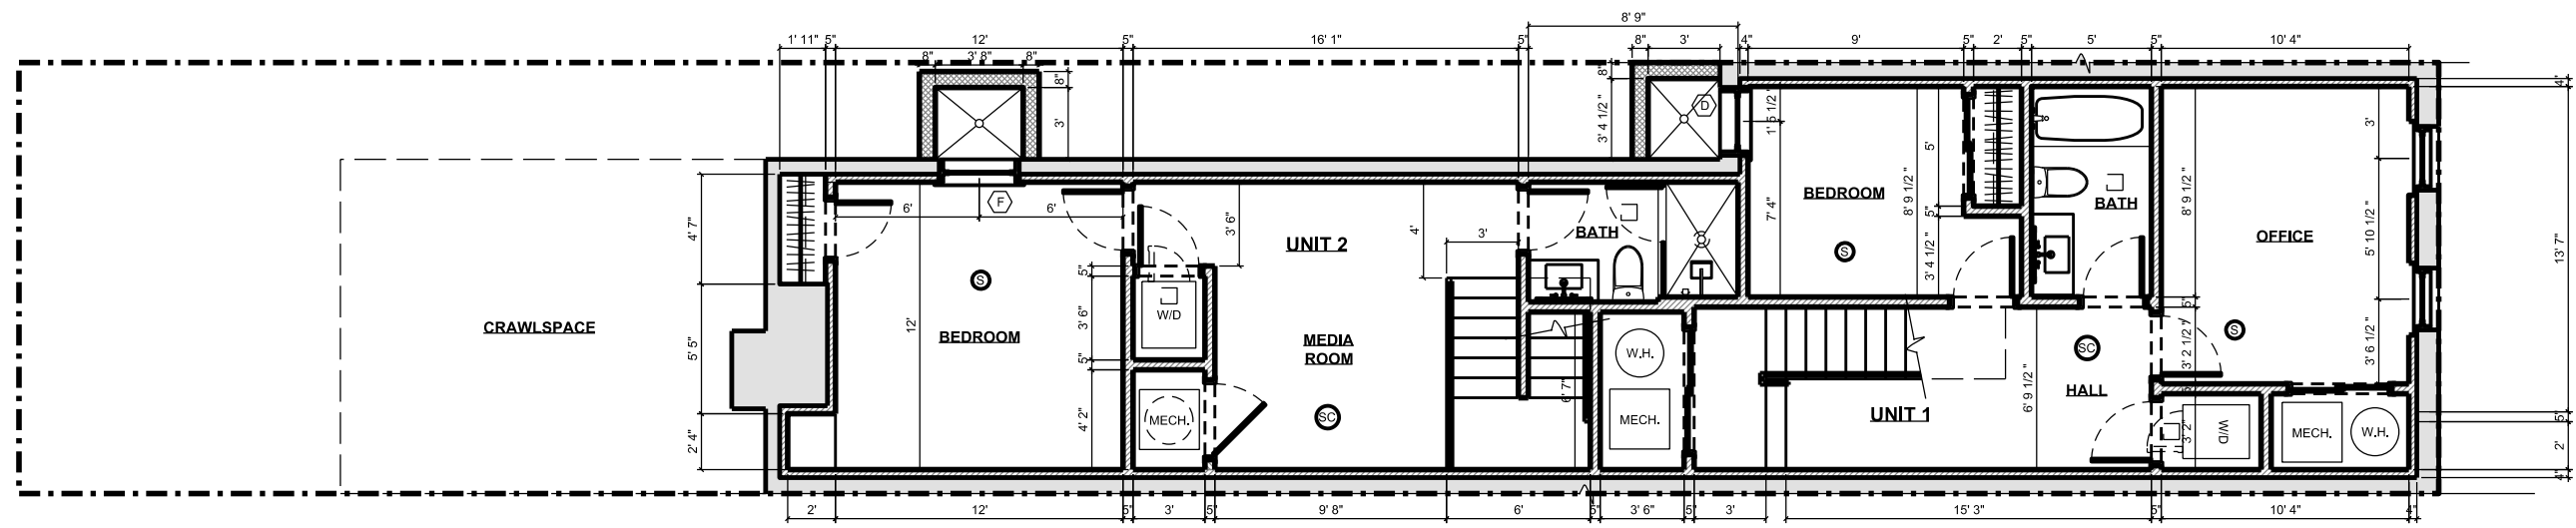 8' 9"
1' 11" 5" 12' 5" 16' 1" 5" 8" 3' 4" 9' 5" 2' 5" 5' 5" 10' 4"
8" 3' 8" 8"
8" 8" 4"
3' 3' 4 1/2 " D 1' 5 1/2 " 3'
5'
4' 7" 6' F 6' 3' 6" 4' 3' 7' 4" BEDROOM 8' 9 1/2 " BATH 8' 9 1/2 "
UNIT 2 BATH 5" OFFICE 5' 10 1/2 " 13' 7"
S 5" S 3' 4 1/2 "
CRAWLSPACE 12' BEDROOM 3' 6" W/D MEDIA
ROOM W.H. SC 5" 3' 2 1/2 " S 3' 6 1/2 "
5' 5" 5"
4' 2" MECH. SC 6' 7" MECH. UNIT 1 6' 9 1/2 " HALL 5"
2' 4" 3' 2" W/D MECH. W.H. 2'
4"
2' 12' 5" 3' 5" 9' 8" 6' 5" 3' 6" 5" 3' 15' 3" 5" 10' 4" 4"